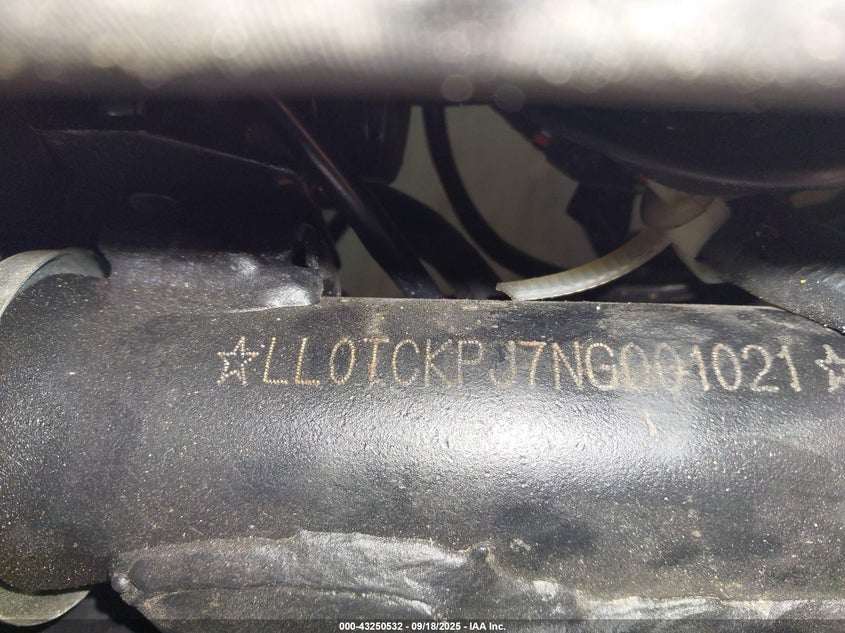 ☆LL0TCKPJ7NG001021☆
000-43250532 - 09/18/2025 - IAA Inc.